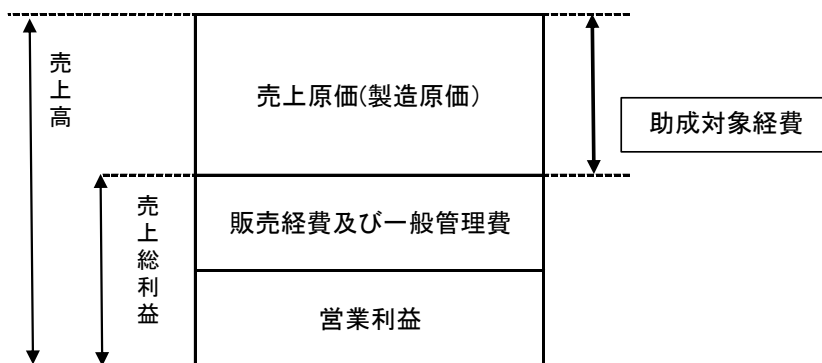 売上高
売上原価(製造原価)
助成対象経費
売上総利益
販売経費及び一般管理費
営業利益